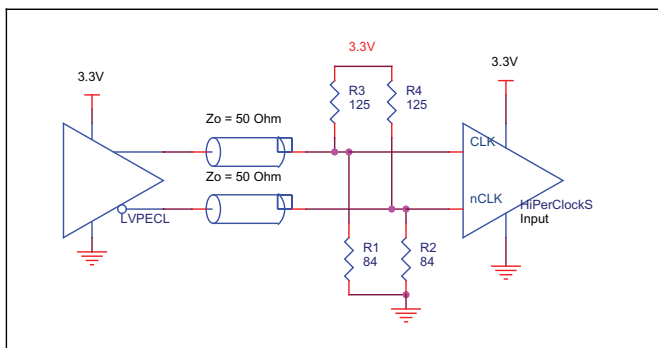 3.3V
3.3V
3.3V
R3
125
R4
125
Zo = 50 Ohm
CLK
Zo = 50 Ohm
nCLK
HiPerClockS
Input
LVPECL
R1
84
R2
84